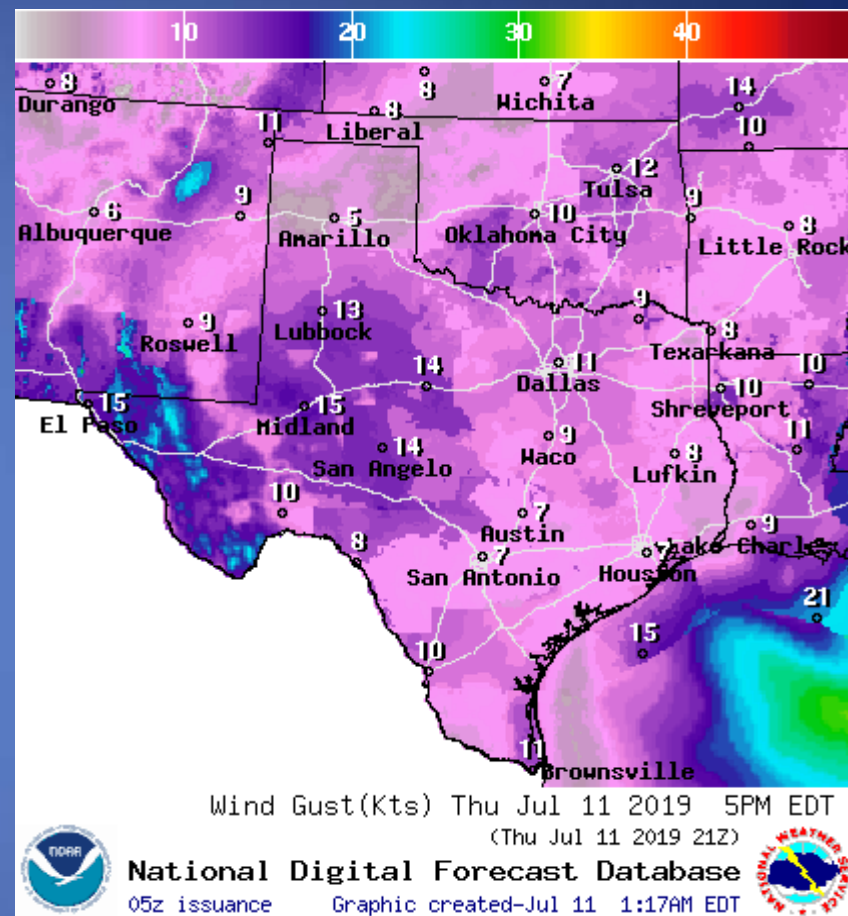 10 20 30 40
8 8 7 14
Durango Wichita
11 8 10
Liberal
12
Tulsa
6 9 5 10 9 8
Albuquerque Amarillo Oklahoma City Little Rock
9 13 9 8
Roswell Lubbock Texarkana
15 15 14 11 10 10
El Paso Midland Dallas Shreveport
14 9 8 11
San Angelo Waco Lufkin
10 7 9
Austin
8 7 7 Lake Charles
San Antonio Houston
10 15 21
11
Brownsville
Wind Gust(Kts) Thu Jul 11 2019 5PM EDT
(Thu Jul 11 2019 21Z)
National Digital Forecast Database
05z issuance Graphic created-Jul 11 1:17AM EDT
NOAA
NATIONAL WEATHER SERVICE